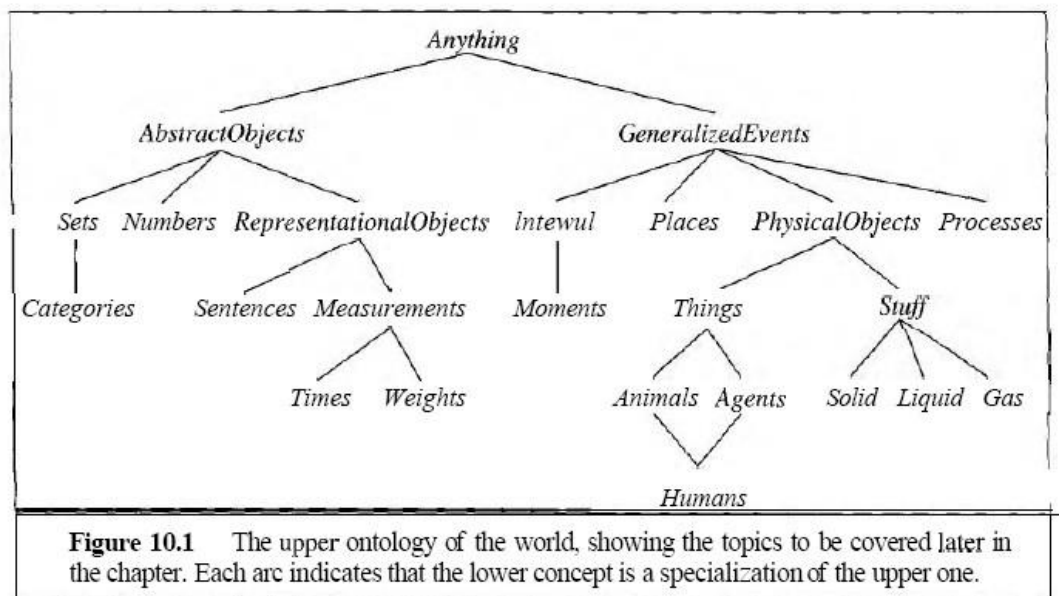 Anything
AbstractObjects GeneralizedEvents
Sets Numbers RepresentationalObjects Intewul Places PhysicalObjects Processes
Categories Sentences Measurements Moments Things Stuff
Times Weights Animals Agents Solid Liquid Gas
Humans
Figure 10.1 The upper ontology of the world, showing the topics to be covered later in
the chapter. Each arc indicates that the lower concept is a specialization of the upper one.